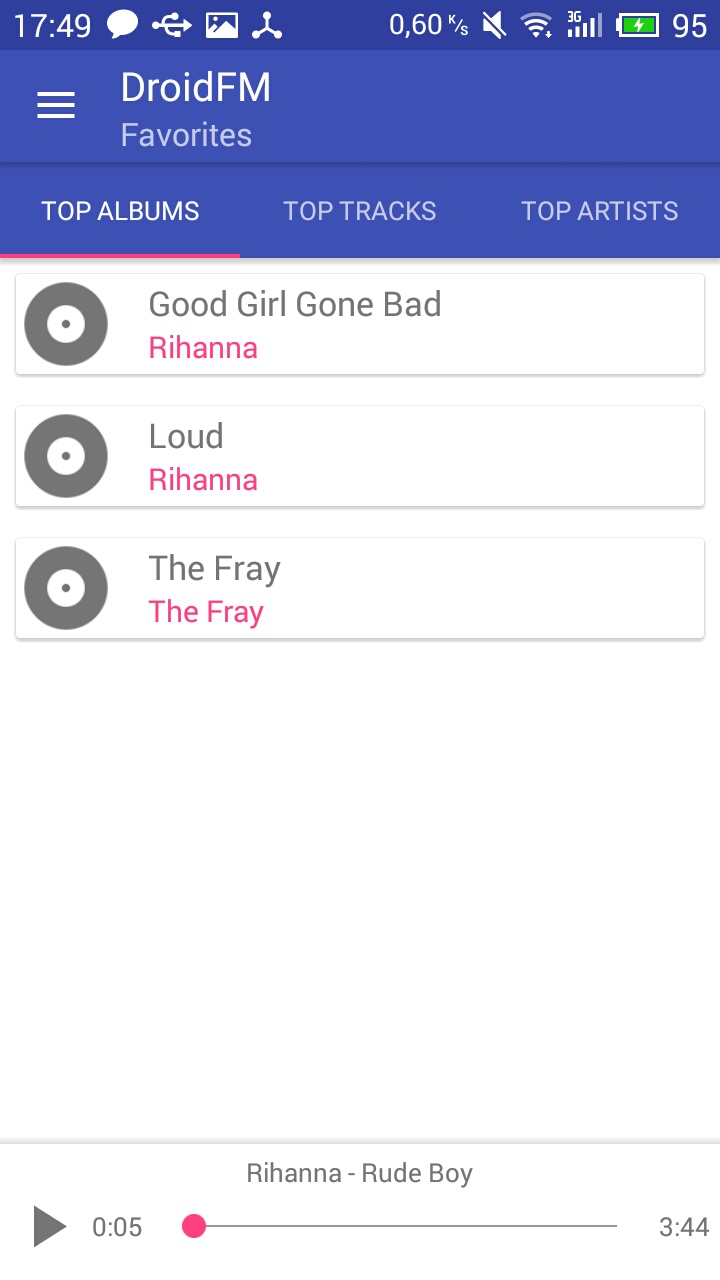 17:49 0,60 K/s 3G 95
DroidFM
Favorites
TOP ALBUMS TOP TRACKS TOP ARTISTS
Good Girl Gone Bad
Rihanna
Loud
Rihanna
The Fray
The Fray
Rihanna - Rude Boy
0:05 3:44